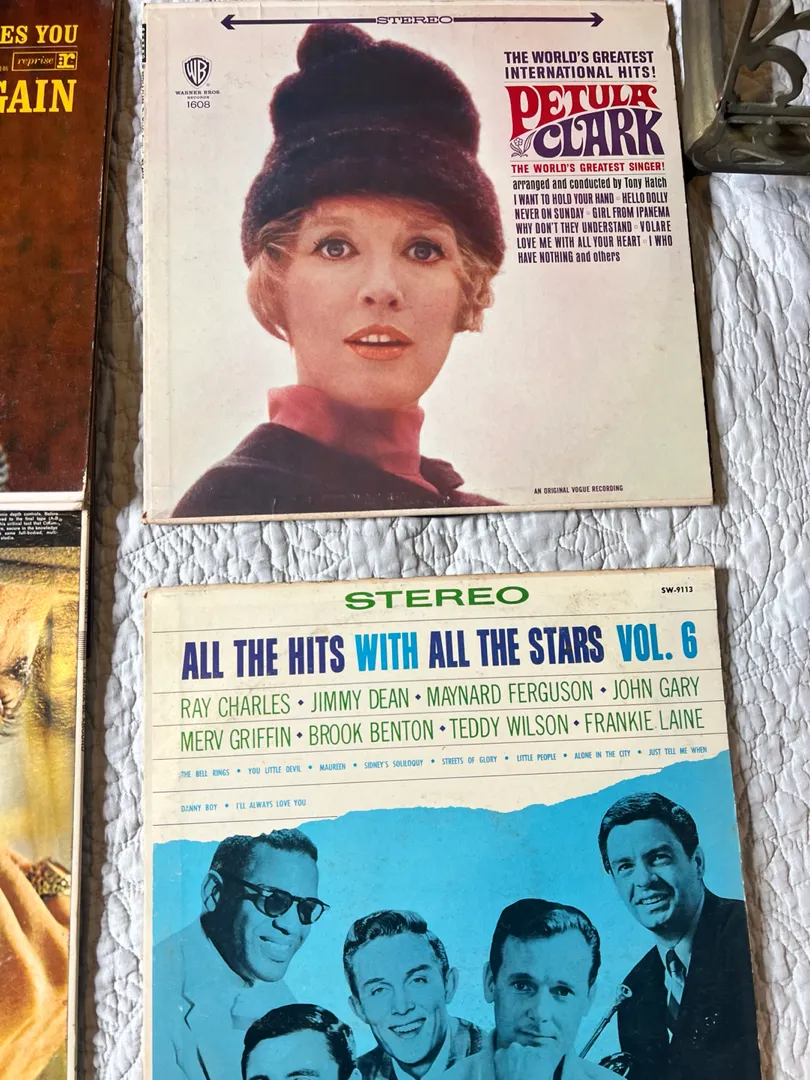 ES YOU
reprise r
GAIN
STEREO
WB
WARNER BROS.
RECORDS
1608
THE WORLD'S GREATEST
INTERNATIONAL HITS!
PETULA
CLARK
THE WORLD'S GREATEST SINGER!
arranged and conducted by Tony Hatch
I WANT TO HOLD YOUR HAND • HELLO DOLLY
NEVER ON SUNDAY • GIRL FROM IPANEMA
WHY DON'T THEY UNDERSTAND • VOLARE
LOVE ME WITH ALL YOUR HEART • I WHO
HAVE NOTHING and others
AN ORIGINAL VOGUE RECORDING
STEREO
SW-9113
ALL THE HITS WITH ALL THE STARS VOL. 6
RAY CHARLES • JIMMY DEAN • MAYNARD FERGUSON • JOHN GARY
MERV GRIFFIN • BROOK BENTON • TEDDY WILSON • FRANKIE LAINE
THE BELL RINGS • YOU LITTLE DEVIL • MAUREEN • SIDNEY'S SOLILOQUY • STREETS OF GLORY • LITTLE PEOPLE • ALONE IN THE CITY • JUST TELL ME WHEN
DANNY BOY • I'LL ALWAYS LOVE YOU